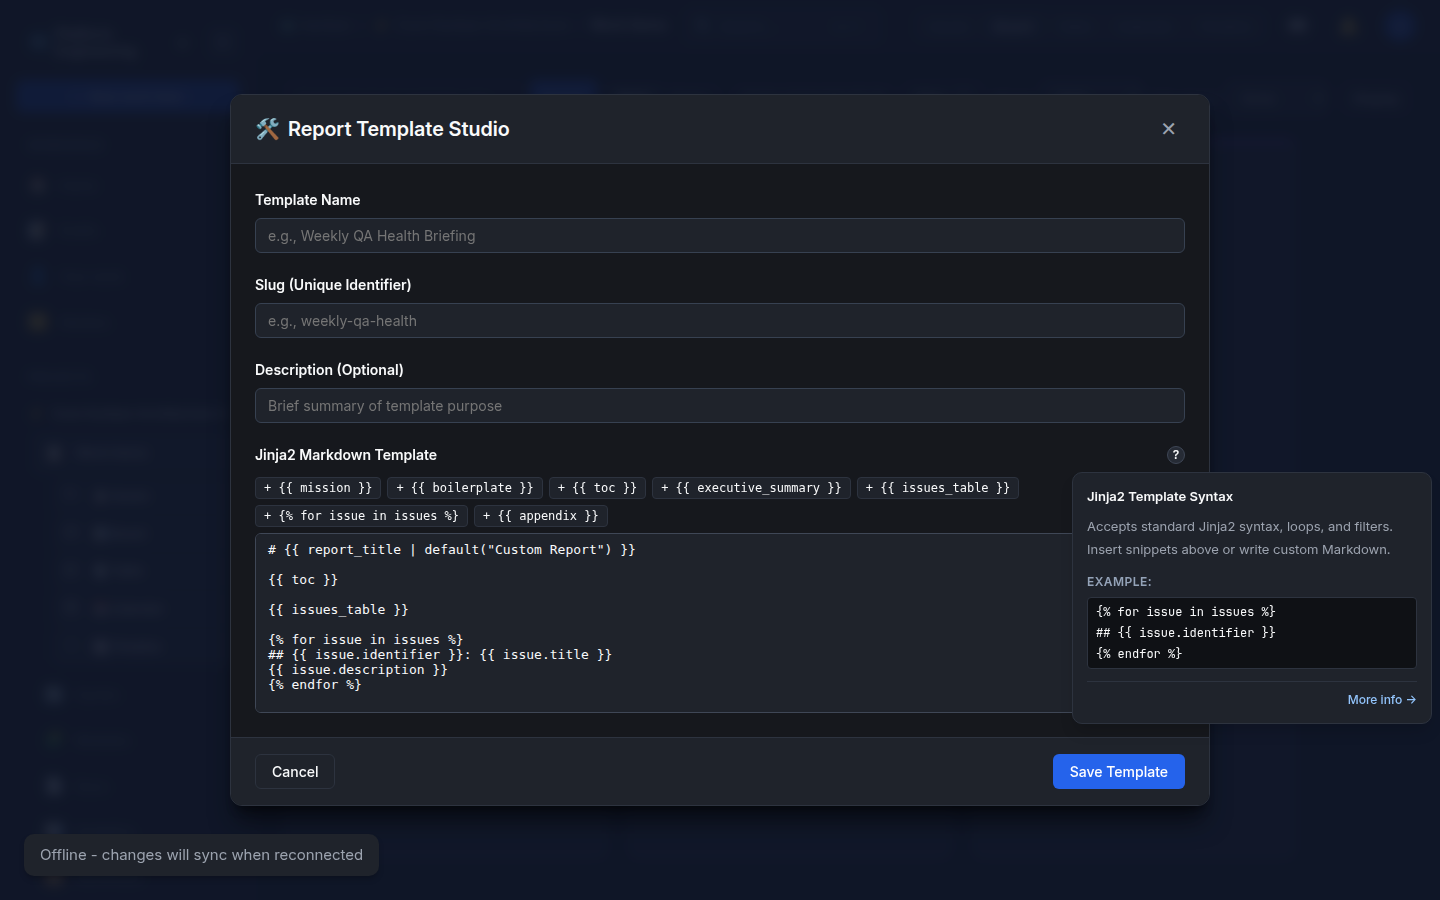 🛠️ Report Template Studio
✕
Template Name
e.g., Weekly QA Health Briefing
Slug (Unique Identifier)
e.g., weekly-qa-health
Description (Optional)
Brief summary of template purpose
Jinja2 Markdown Template
?
+ {{ mission }} + {{ boilerplate }} + {{ toc }} + {{ executive_summary }} + {{ issues_table }}
+ {% for issue in issues %} + {{ appendix }}
# {{ report_title | default("Custom Report") }}
{{ toc }}
{{ issues_table }}
{% for issue in issues %}
## {{ issue.identifier }}: {{ issue.title }}
{{ issue.description }}
{% endfor %}
Jinja2 Template Syntax
Accepts standard Jinja2 syntax, loops, and filters.
Insert snippets above or write custom Markdown.
EXAMPLE:
{% for issue in issues %}
## {{ issue.identifier }}
{% endfor %}
More info →
Cancel
Save Template
Offline - changes will sync when reconnected